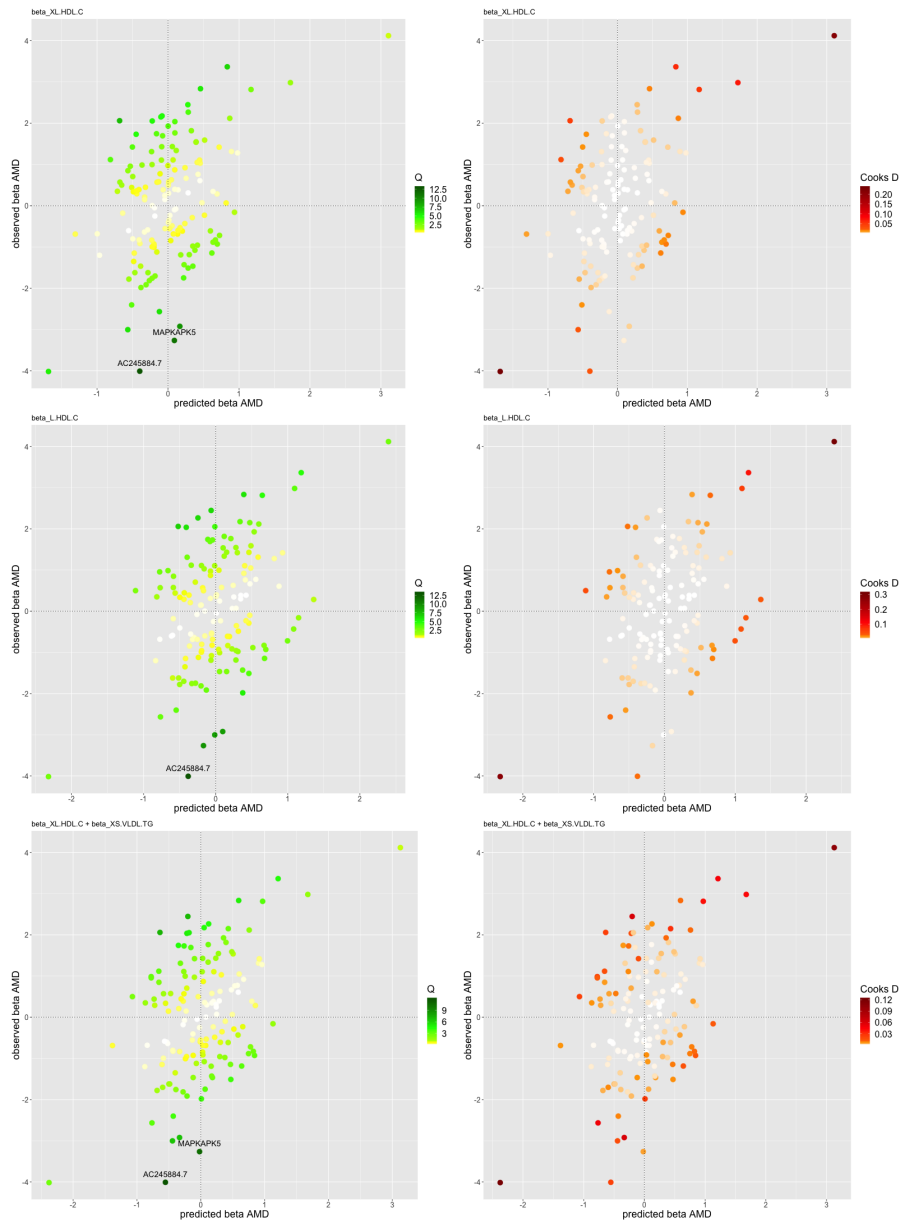 beta_XL.HDL.C
observed beta AMD
4
2
0
-2
-4
-1
0
1
2
3
predicted beta AMD
MAPKAPK5
AC245884.7
Q
12.5
10.0
7.5
5.0
2.5
beta_XL.HDL.C
observed beta AMD
4
2
0
-2
-4
-1
0
1
2
3
predicted beta AMD
Cooks D
0.20
0.15
0.10
0.05
beta_L.HDL.C
observed beta AMD
4
2
0
-2
-4
-2
-1
0
1
2
predicted beta AMD
AC245884.7
Q
12.5
10.0
7.5
5.0
2.5
beta_L.HDL.C
observed beta AMD
4
2
0
-2
-4
-2
-1
0
1
2
predicted beta AMD
Cooks D
0.3
0.2
0.1
beta_XL.HDL.C + beta_XS.VLDL.TG
observed beta AMD
4
2
0
-2
-4
-2
-1
0
1
2
3
predicted beta AMD
MAPKAPK5
AC245884.7
Q
9
6
3
beta_XL.HDL.C + beta_XS.VLDL.TG
observed beta AMD
4
2
0
-2
-4
-2
-1
0
1
2
3
predicted beta AMD
Cooks D
0.12
0.09
0.06
0.03